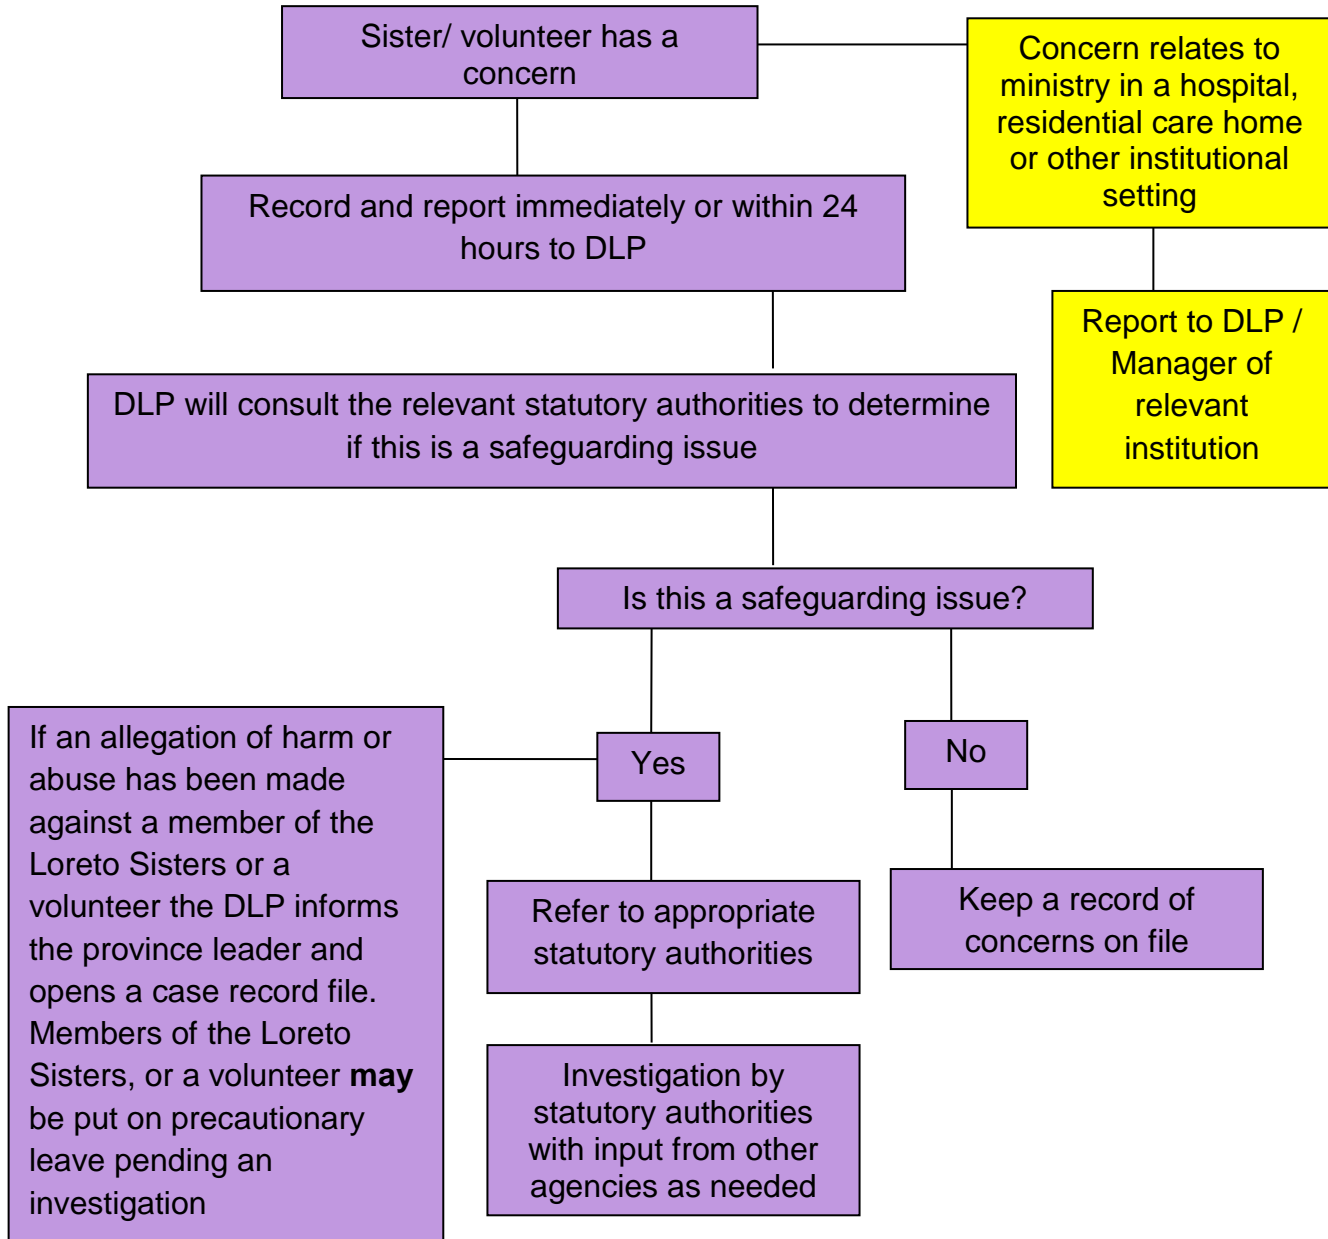 Sister/ volunteer has a
concern
Concern relates to
ministry in a hospital,
residential care home
or other institutional
setting
Record and report immediately or within 24
hours to DLP
Report to DLP /
Manager of
relevant
institution
DLP will consult the relevant statutory authorities to determine
if this is a safeguarding issue
Is this a safeguarding issue?
If an allegation of harm or
abuse has been made
against a member of the
Loreto Sisters or a
volunteer the DLP informs
the province leader and
opens a case record file.
Members of the Loreto
Sisters, or a volunteer may
be put on precautionary
leave pending an
investigation
Yes
No
Refer to appropriate
statutory authorities
Keep a record of
concerns on file
Investigation by
statutory authorities
with input from other
agencies as needed